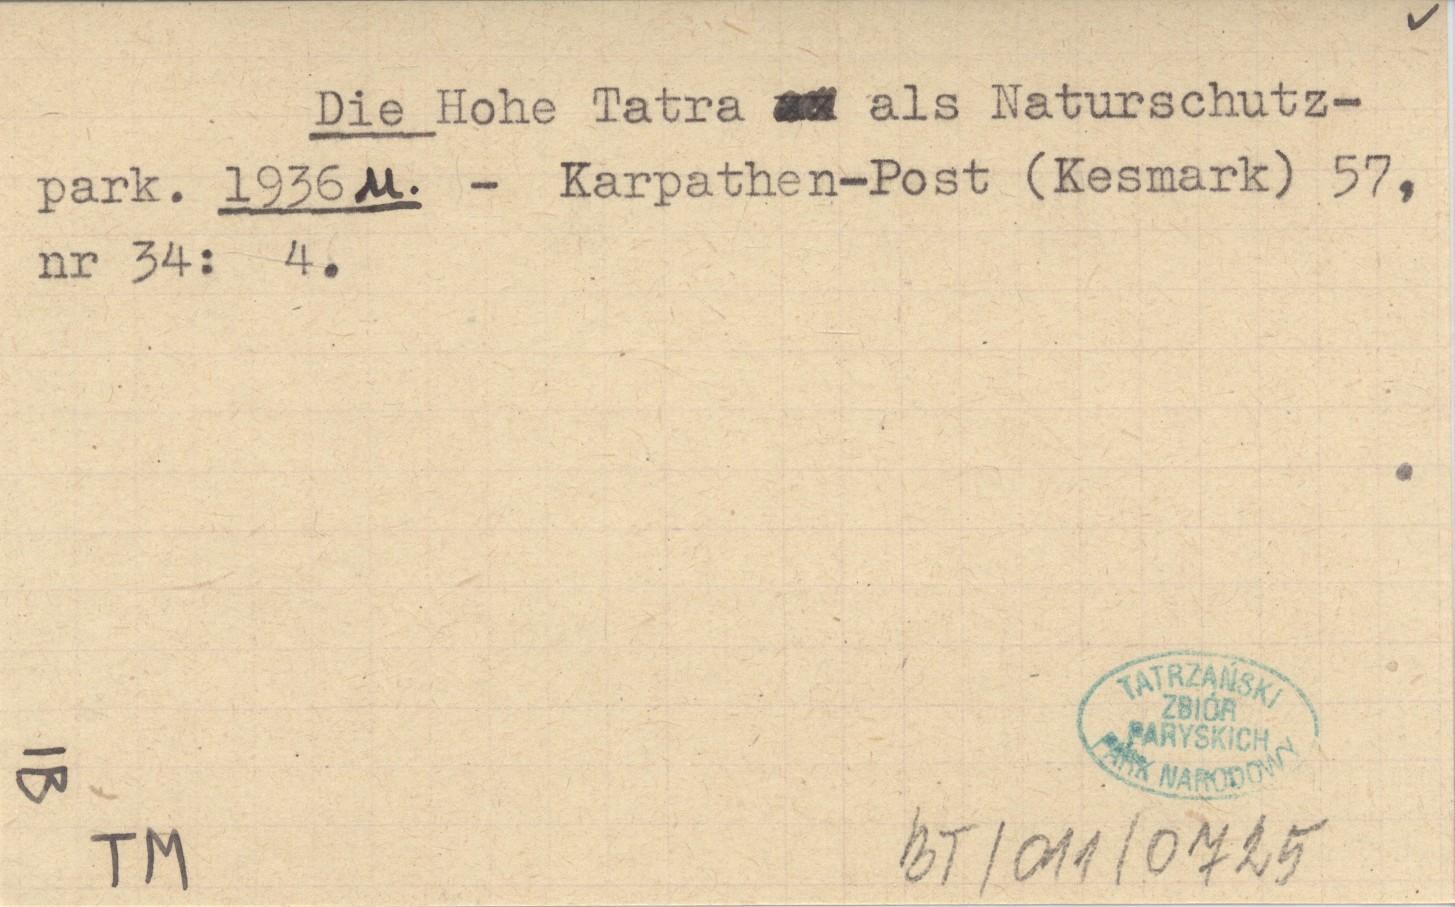 Die Hohe Tatra als Naturschutz-
park. 1936 M. - Karpathen-Post (Kesmark) 57,
nr 34: 4.
TATRZAŃSKI
ZBIÓR
PARYSKICH
PARK NARODOWY
IB
TM
BT/011/0725